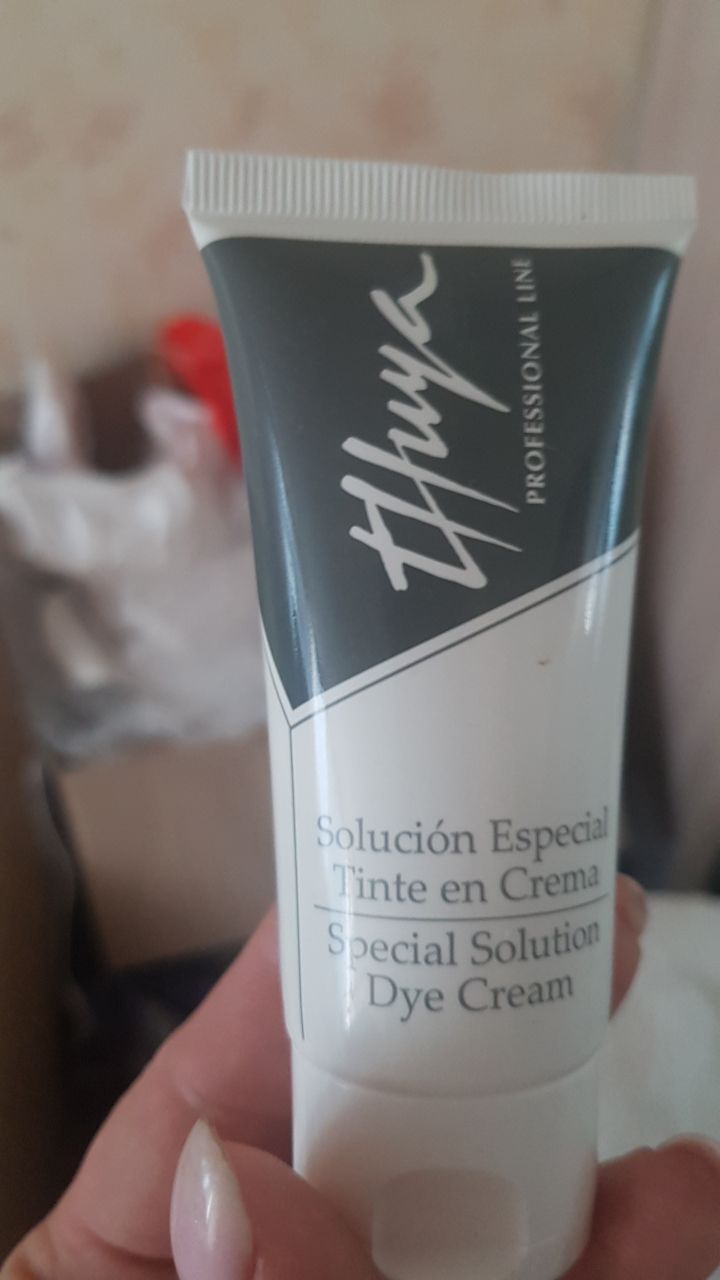 thuya
PROFESSIONAL LINE
Solución Especial
Tinte en Crema
Special Solution
Dye Cream